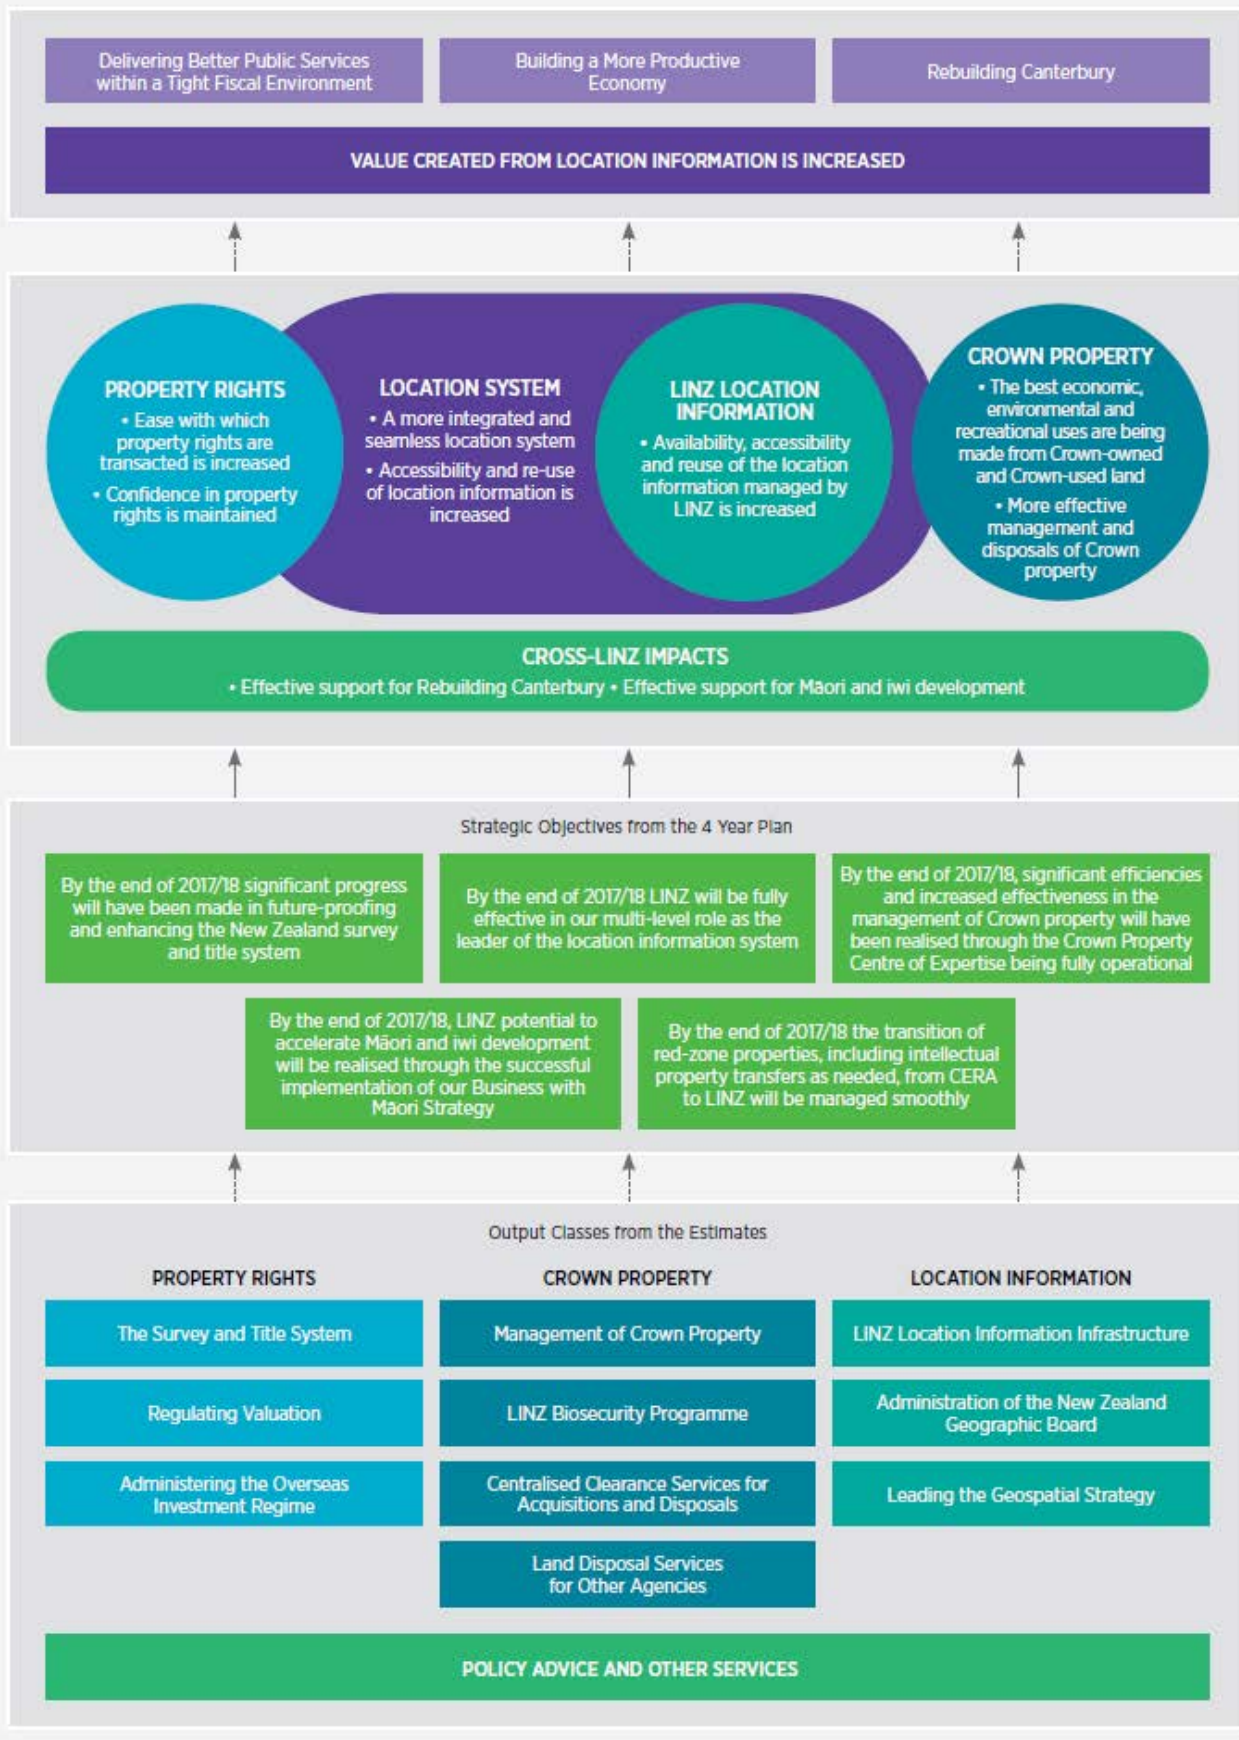 Delivering Better Public Services
within a Tight Fiscal Environment
Building a More Productive
Economy
Rebuilding Canterbury
VALUE CREATED FROM LOCATION INFORMATION IS INCREASED
PROPERTY RIGHTS
• Ease with which
property rights are
transacted is increased
• Confidence in property
rights is maintained
LOCATION SYSTEM
• A more integrated and
seamless location system
• Accessibility and re-use
of location information is
increased
LINZ LOCATION
INFORMATION
• Availability, accessibility
and reuse of the location
information managed by
LINZ is increased
CROWN PROPERTY
• The best economic,
environmental and
recreational uses are being
made from Crown-owned
and Crown-used land
• More effective
management and
disposals of Crown
property
CROSS-LINZ IMPACTS
• Effective support for Rebuilding Canterbury • Effective support for Māori and iwi development
Strategic Objectives from the 4 Year Plan
By the end of 2017/18 significant progress
will have been made in future-proofing
and enhancing the New Zealand survey
and title system
By the end of 2017/18 LINZ will be fully
effective in our multi-level role as the
leader of the location information system
By the end of 2017/18, significant efficiencies
and increased effectiveness in the
management of Crown property will have
been realised through the Crown Property
Centre of Expertise being fully operational
By the end of 2017/18, LINZ potential to
accelerate Māori and iwi development
will be realised through the successful
implementation of our Business with
Māori Strategy
By the end of 2017/18 the transition of
red-zone properties, including intellectual
property transfers as needed, from CERA
to LINZ will be managed smoothly
Output Classes from the Estimates
PROPERTY RIGHTS
The Survey and Title System
Regulating Valuation
Administering the Overseas
Investment Regime
CROWN PROPERTY
Management of Crown Property
LINZ Biosecurity Programme
Centralised Clearance Services for
Acquisitions and Disposals
Land Disposal Services
for Other Agencies
LOCATION INFORMATION
LINZ Location Information Infrastructure
Administration of the New Zealand
Geographic Board
Leading the Geospatial Strategy
POLICY ADVICE AND OTHER SERVICES